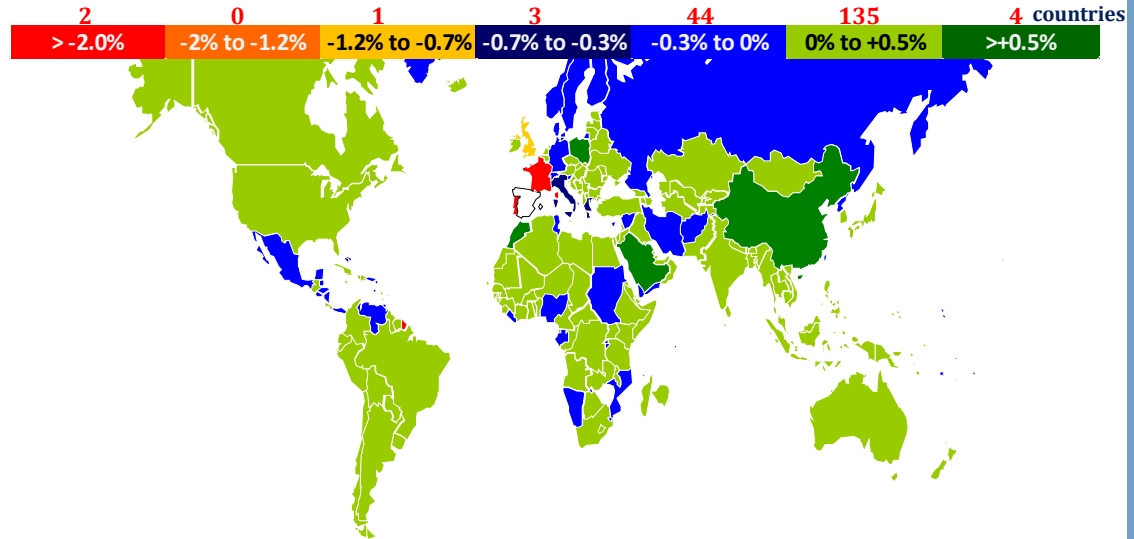 2 0 1 3 44 135 4 countries
> -2.0% -2% to -1.2% -1.2% to -0.7% -0.7% to -0.3% -0.3% to 0% 0% to +0.5% >+0.5%